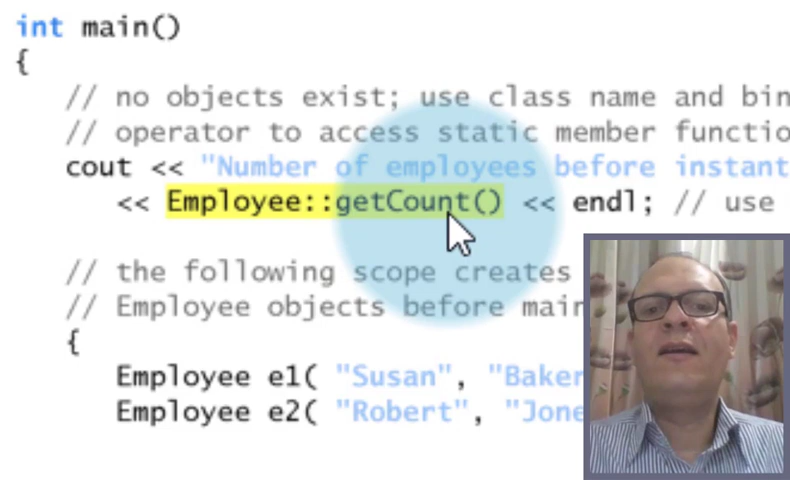 int main()
{
// no objects exist; use class name and bin
// operator to access static member functio
cout << "Number of employees before instant
<< Employee::getCount() << endl; // use
// the following scope creates
// Employee objects before main
{
Employee e1( "Susan", "Baker
Employee e2( "Robert", "Jone